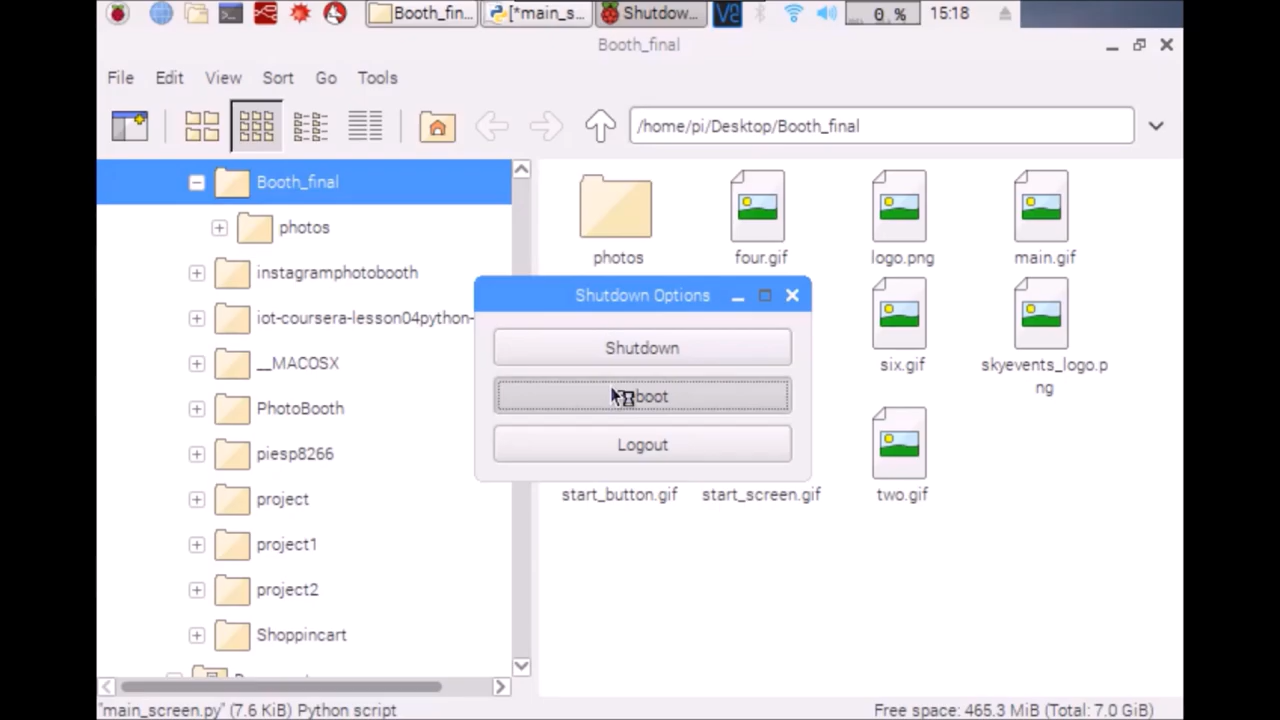 Booth_fin...
[*main_s...
Shutdow...
V2
0 %
15:18
Booth_final
File Edit View Sort Go Tools
/home/pi/Desktop/Booth_final
Booth_final
photos
instagramphotobooth
iot-coursera-lesson04python-
__MACOSX
PhotoBooth
piesp8266
project
project1
project2
Shoppincart
photos
four.gif
logo.png
main.gif
six.gif
skyevents_logo.p
ng
start_button.gif
start_screen.gif
two.gif
Shutdown Options
Shutdown
boot
Logout
"main_screen.py" (7.6 KiB) Python script
Free space: 465.3 MiB (Total: 7.0 GiB)